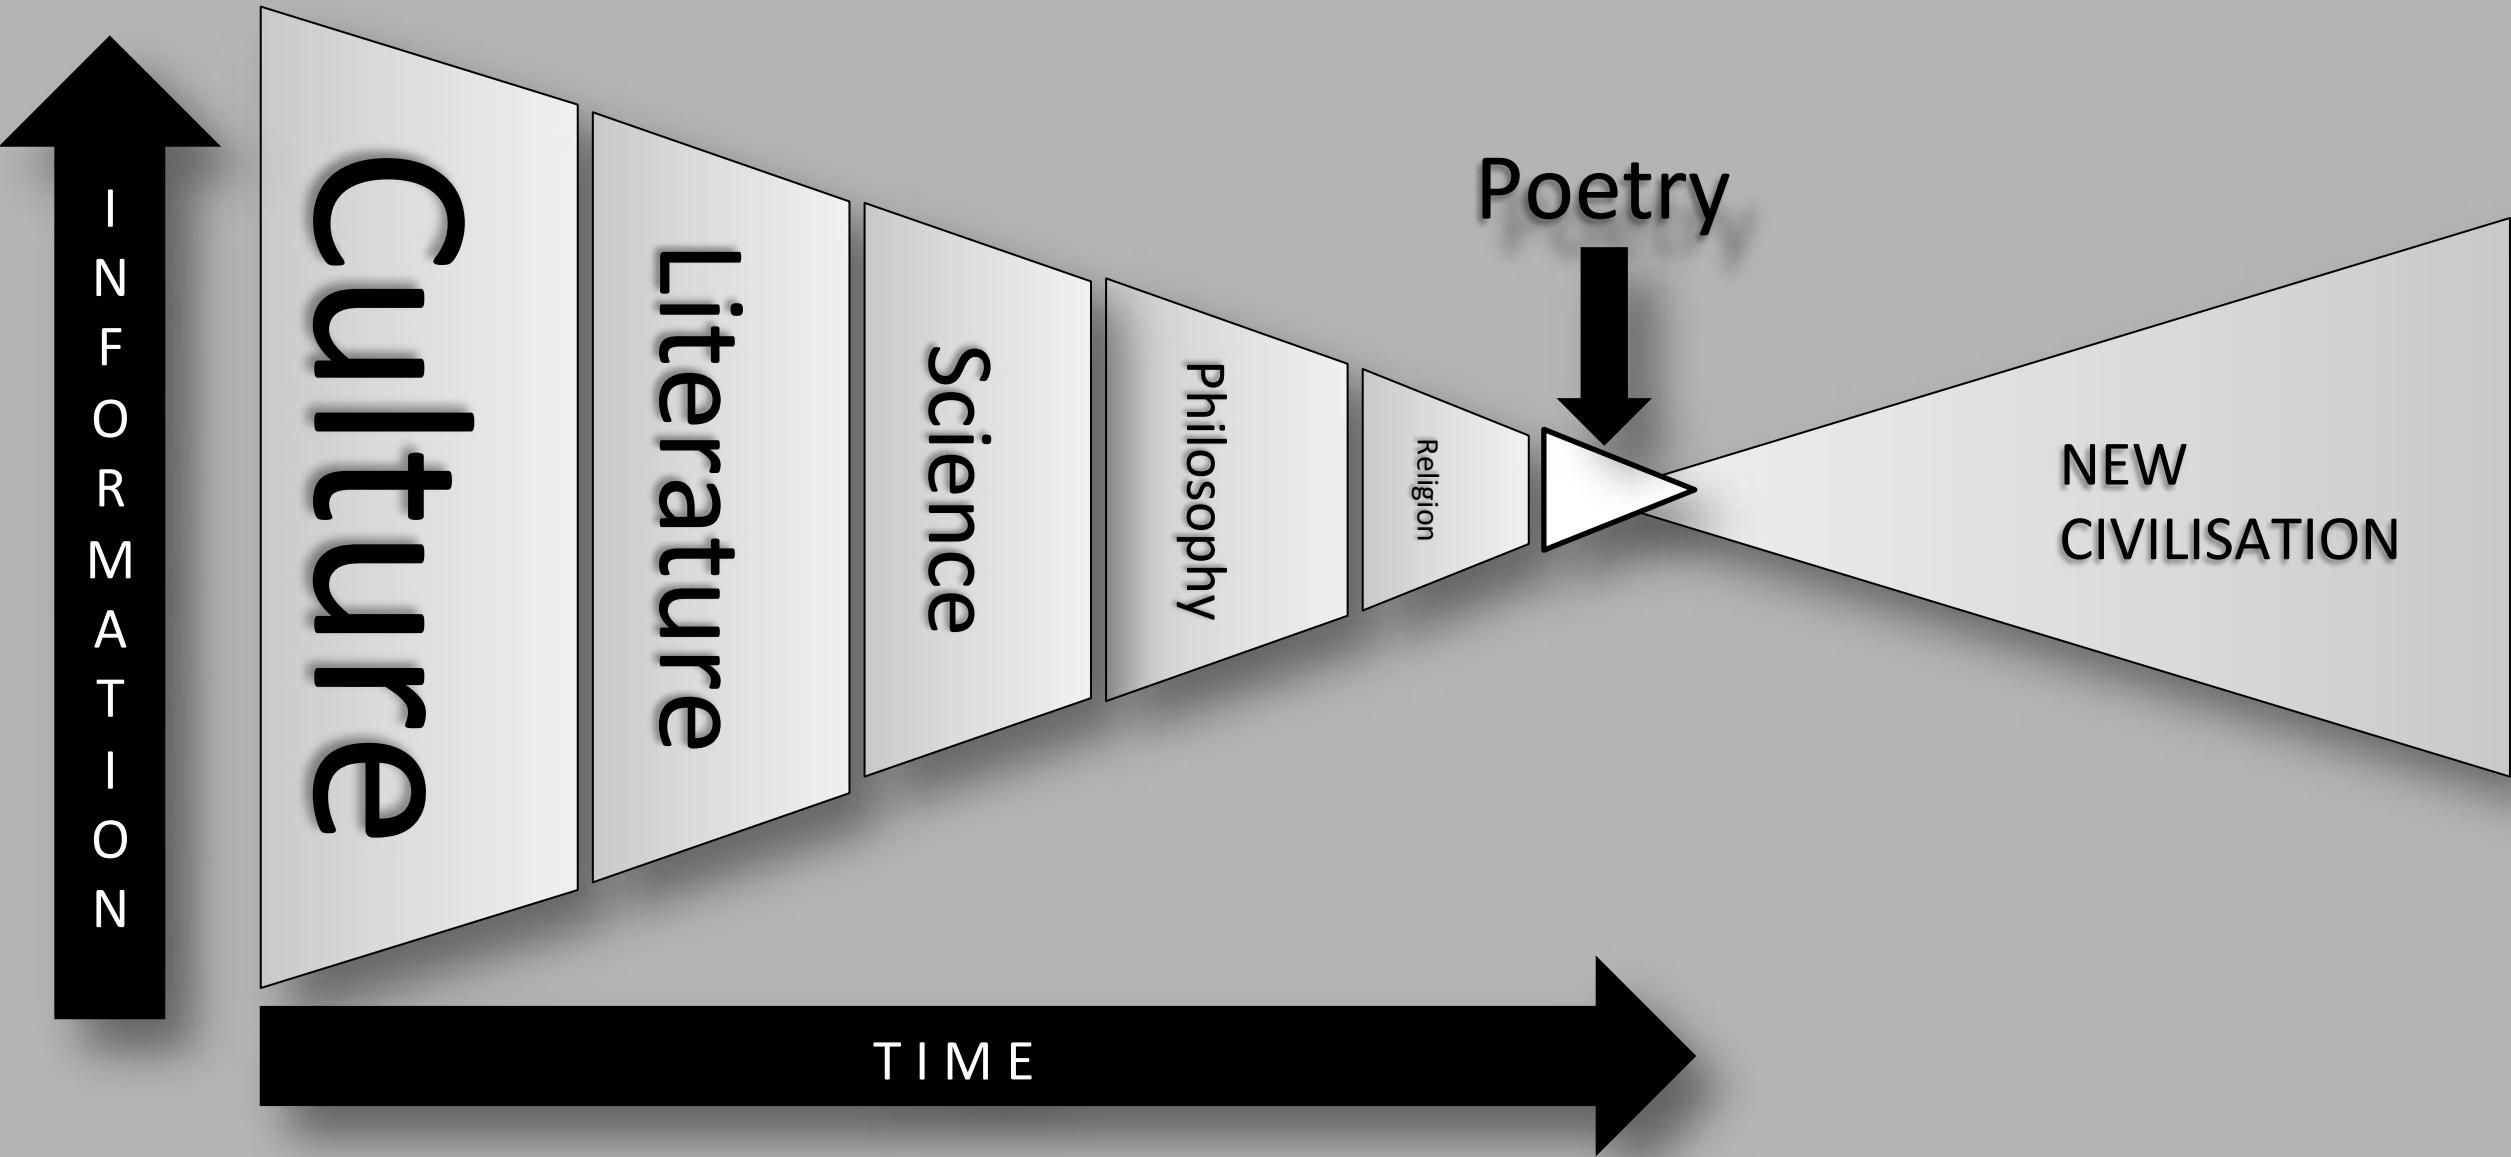 INFORMATION
Culture
Literature
Science
Philosophy
Religion
Poetry
NEW
CIVILISATION
TIME